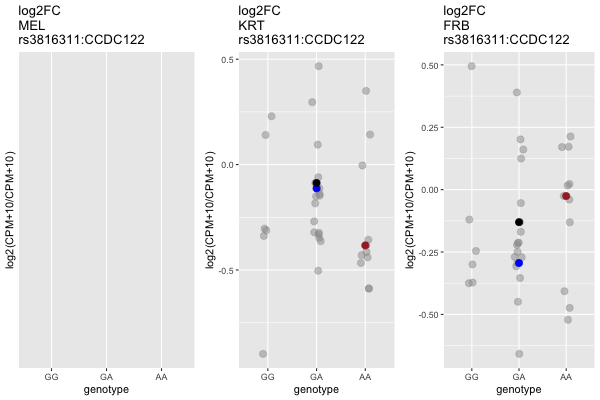 log2FC
MEL
rs3816311:CCDC122
log2(CPM+10/CPM+10)
GG GA AA
genotype
log2FC
KRT
rs3816311:CCDC122
log2(CPM+10/CPM+10)
0.5
0.0
-0.5
GG GA AA
genotype
log2FC
FRB
rs3816311:CCDC122
log2(CPM+10/CPM+10)
0.50
0.25
0.00
-0.25
-0.50
GG GA AA
genotype